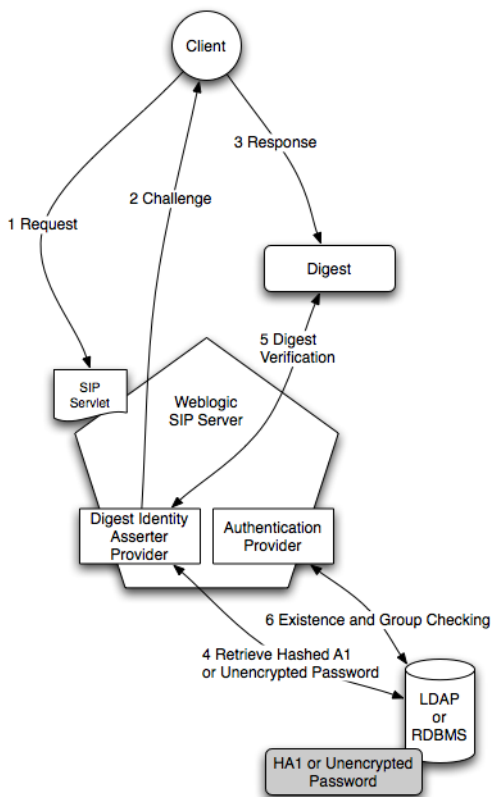 Client
3 Response
2 Challenge
1 Request
Digest
5 Digest
Verification
SIP
Servlet
Weblogic
SIP Server
Digest Identity
Asserter
Provider
Authentication
Provider
6 Existence and Group Checking
4 Retrieve Hashed A1
or Unencrypted Password
LDAP
or
RDBMS
HA1 or Unencrypted
Password